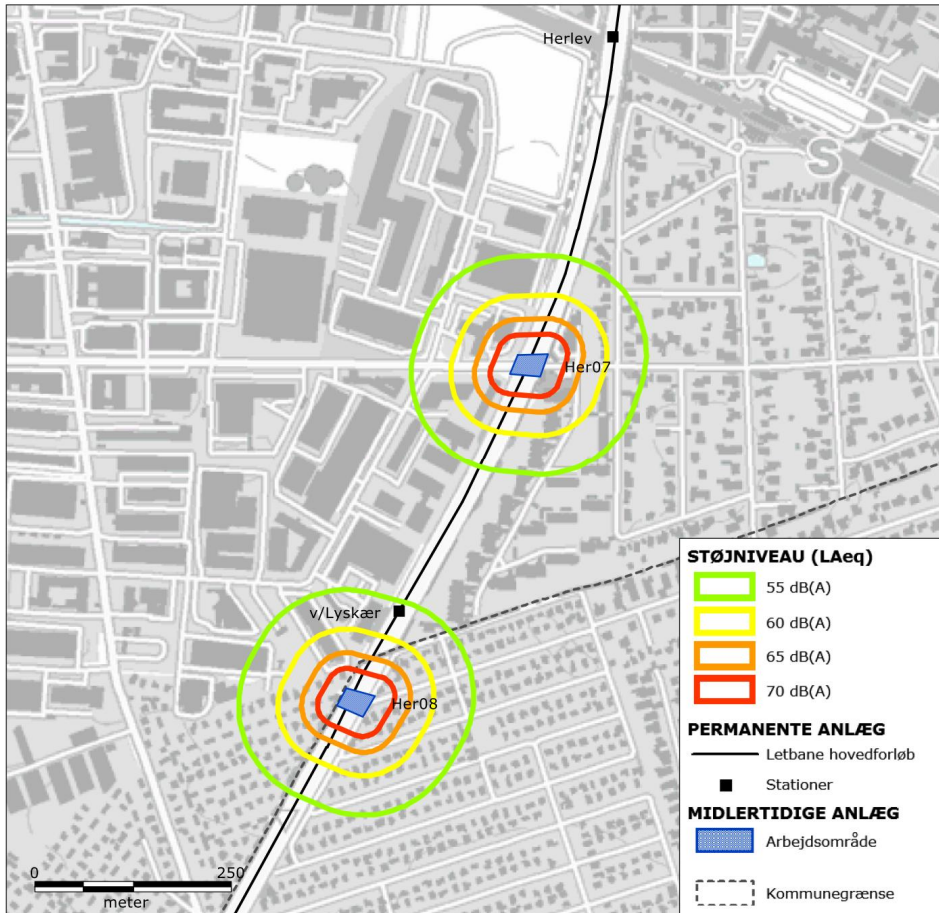 Herlev
S
Her07
v/Lyskær
Her08
STØJNIVEAU (LAeq)
55 dB(A)
60 dB(A)
65 dB(A)
70 dB(A)
PERMANENTE ANLÆG
Letbane hovedforløb
Stationer
MIDLERTIDIGE ANLÆG
Arbejdsområde
Kommunegrænse
0 250
meter